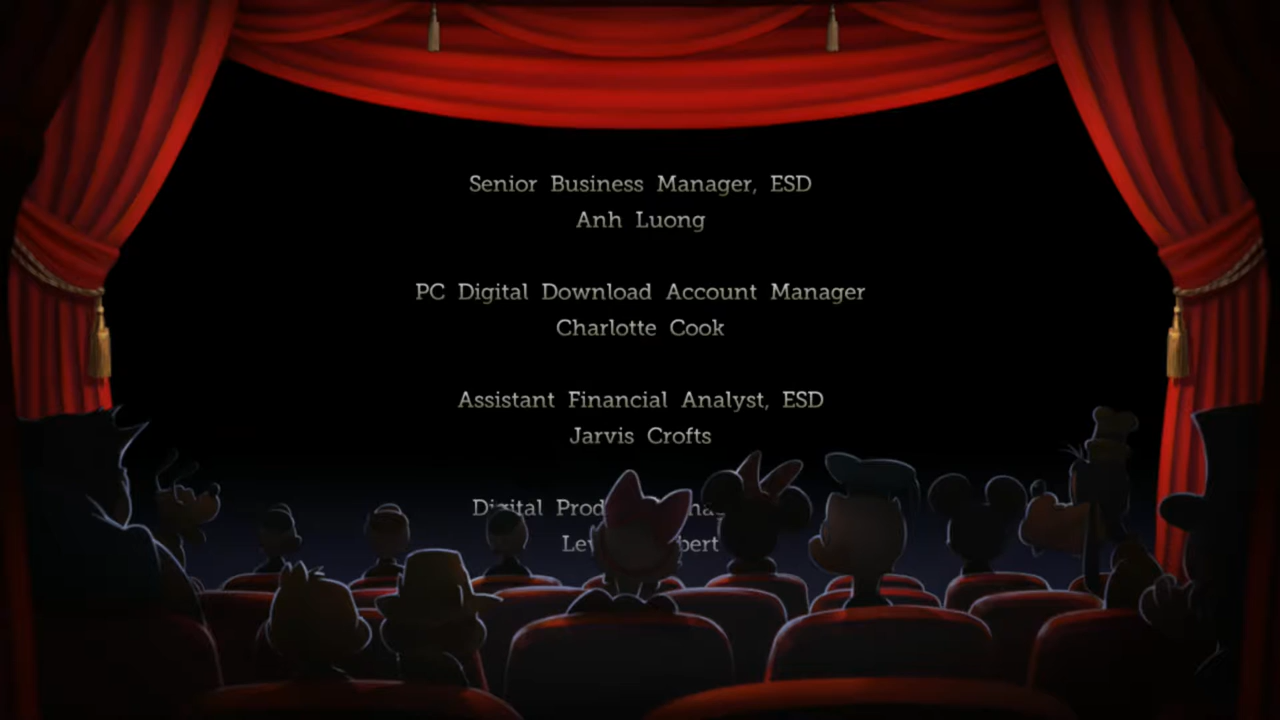 Senior Business Manager, ESD
Anh Luong
PC Digital Download Account Manager
Charlotte Cook
Assistant Financial Analyst, ESD
Jarvis Crofts
Digital